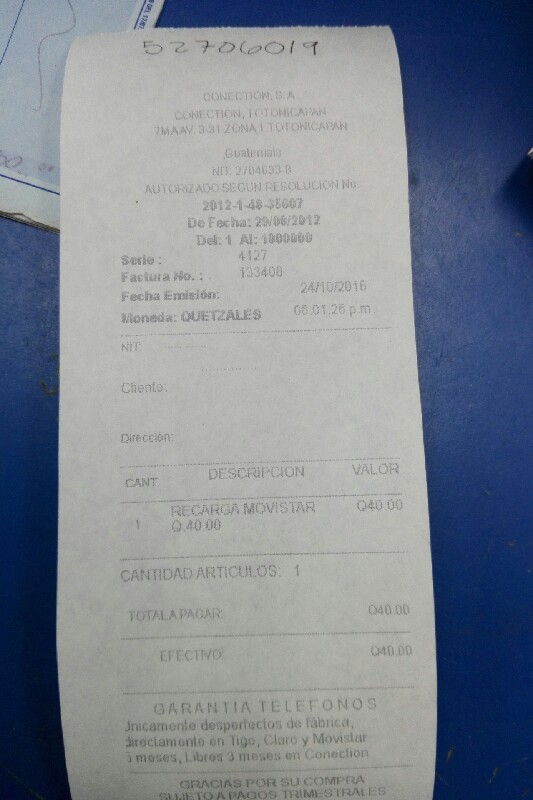 52706019
CONECTION, S.A.
CONECTION, TOTONICAPAN
7MA AV. 3-31 ZONA 1 TOTONICAPAN
,Guatemala
NIT: 2704633-8
AUTORIZADO SEGUN RESOLUCION No:
2012-1-48-35607
De Fecha: 29/08/2012
Del: 1 Al: 1000000
Serie : 4127
Factura No. : 133408
Fecha Emisión: 24/10/2016
Moneda: QUETZALES 06:01:26 p.m.
NIT:
Cliente:
Dirección:
CANT DESCRIPCION VALOR
RECARGA MOVISTAR Q40.00
1 Q.40.00
CANTIDAD ARTICULOS: 1
TOTAL A PAGAR: Q40.00
EFECTIVO: Q40.00
GARANTIA TELEFONOS
Unicamente desperfectos de fábrica,
directamente en Tigo, Claro y Movistar
meses, Libres 3 meses en Conection
GRACIAS POR SU COMPRA
SUJETO A PAGOS TRIMESTRALES